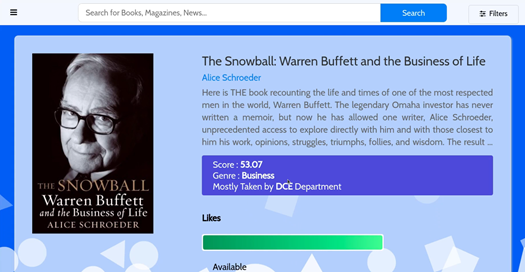 Search for Books, Magazines, News...
Search
Filters
The Snowball: Warren Buffett and the Business of Life
Alice Schroeder
Here is THE book recounting the life and times of one of the most respected
men in the world, Warren Buffett. The legendary Omaha investor has never
written a memoir, but now he has allowed one writer, Alice Schroeder,
unprecedented access to explore directly with him and with those closest to
him his work, opinions, struggles, triumphs, follies, and wisdom. The result ...
THE SNOWBALL
Warren Buffett
and the Business of Life
ALICE SCHROEDER
Score : 53.07
Genre : Business
Mostly Taken by DCE Department
Likes
Available